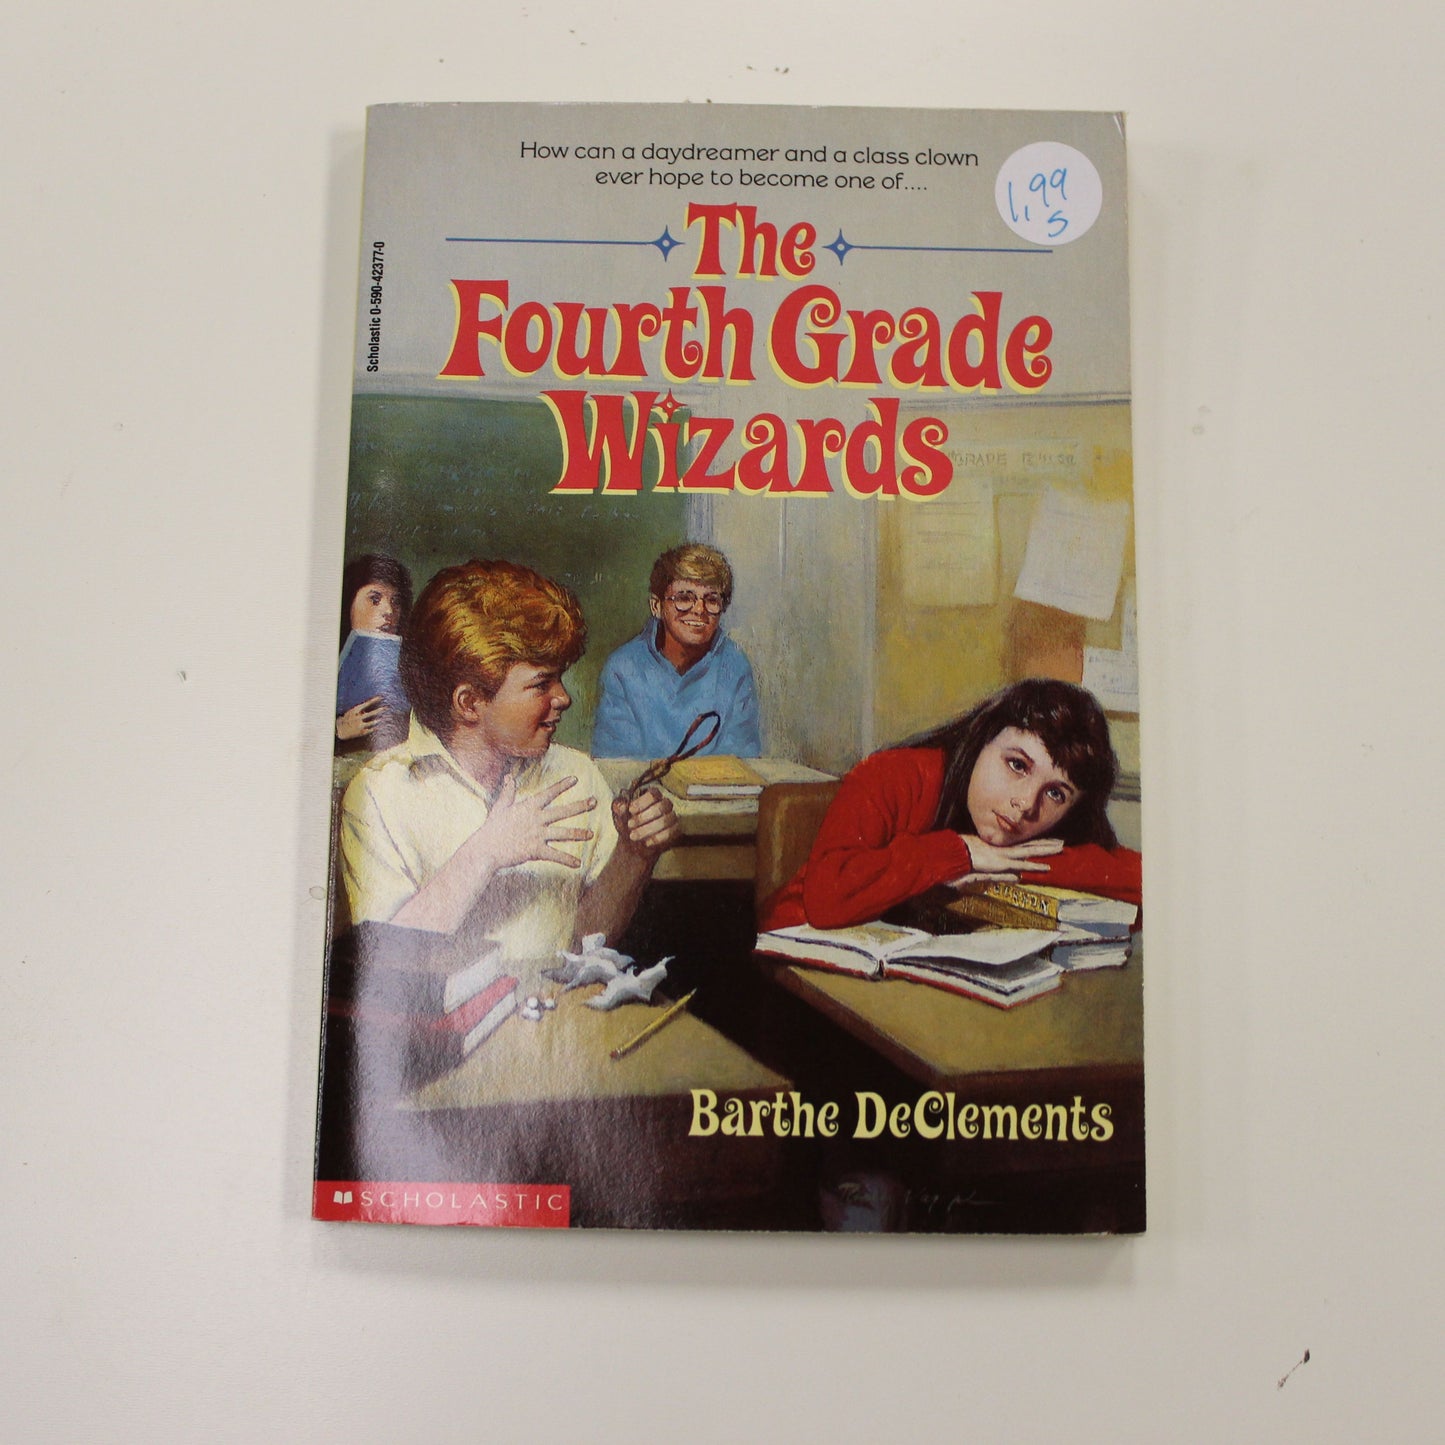 How can a daydreamer and a class clown
ever hope to become one of....
1.99
S
The
Fourth Grade
Wizards
Scholastic 0-590-42377-0
GRADE
Barthe DeClements
SCHOLASTIC